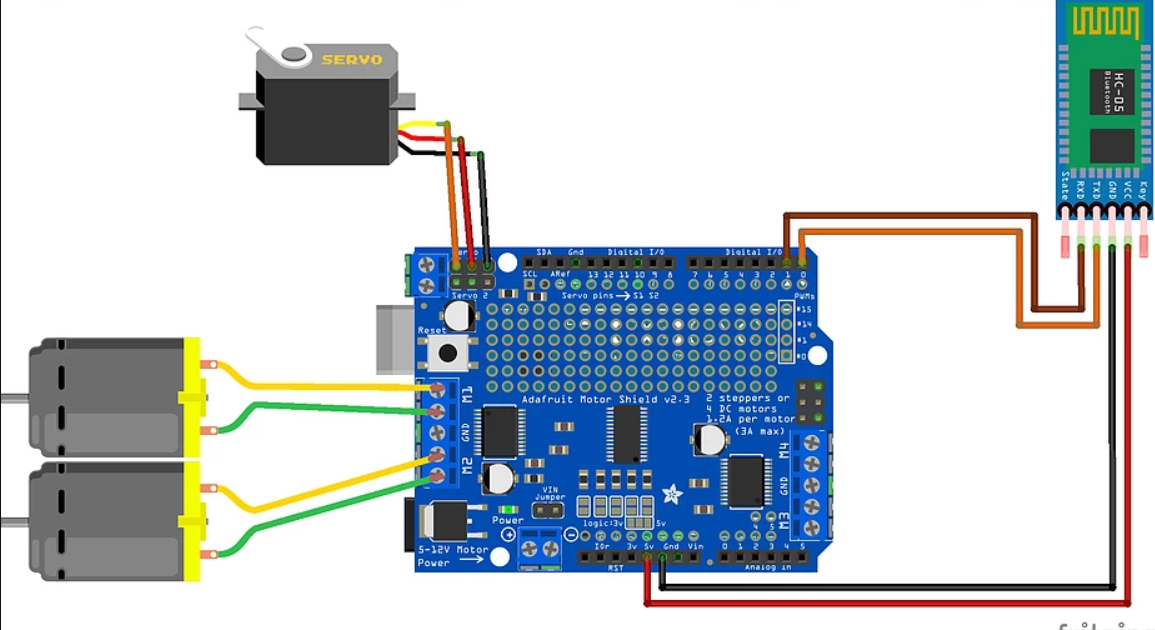 SERVO
HC-05
Bluetooth
State
RXD
TXD
GND
VCC
Key
SDA
Gnd
Digital I/O
Digital I/O
SCL
ARef
13 12 11 10 9 8
7 6 5 4 3 2 1 0
Servo 2
Servo pins → S1 S2
PWMs
#15
#14
#1
#0
Reset
Adafruit Motor Shield v2.3
2 steppers or
4 DC motors
1.2A per motor
(3A max)
M1
GND
M2
M4
GND
M3
VIN
Jumper
Power
logic:3v
5v
5-12V Motor
Power
IOr
3v 5v Gnd Vin
0 1 2 3 4 5
RST
Analog In